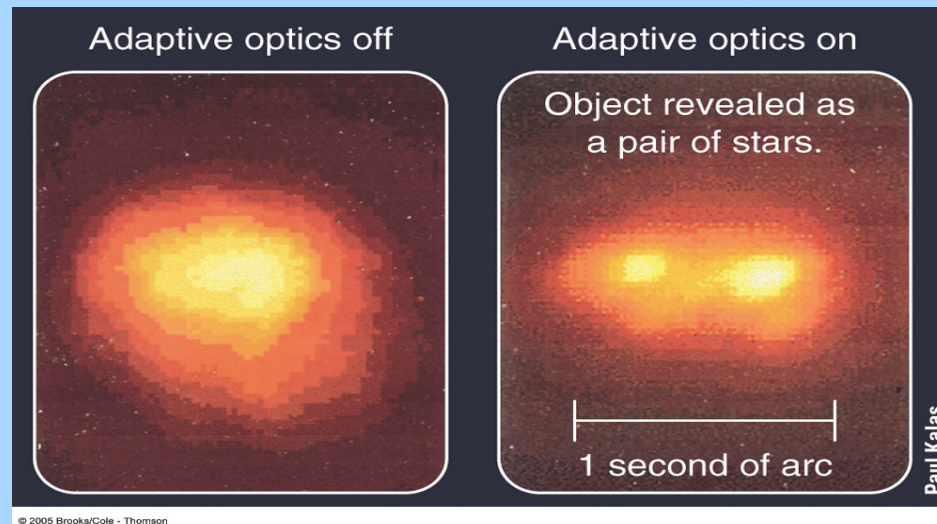 Adaptive optics off
Adaptive optics on
Object revealed as
a pair of stars.
1 second of arc
Paul Kalas
© 2005 Brooks/Cole - Thomson